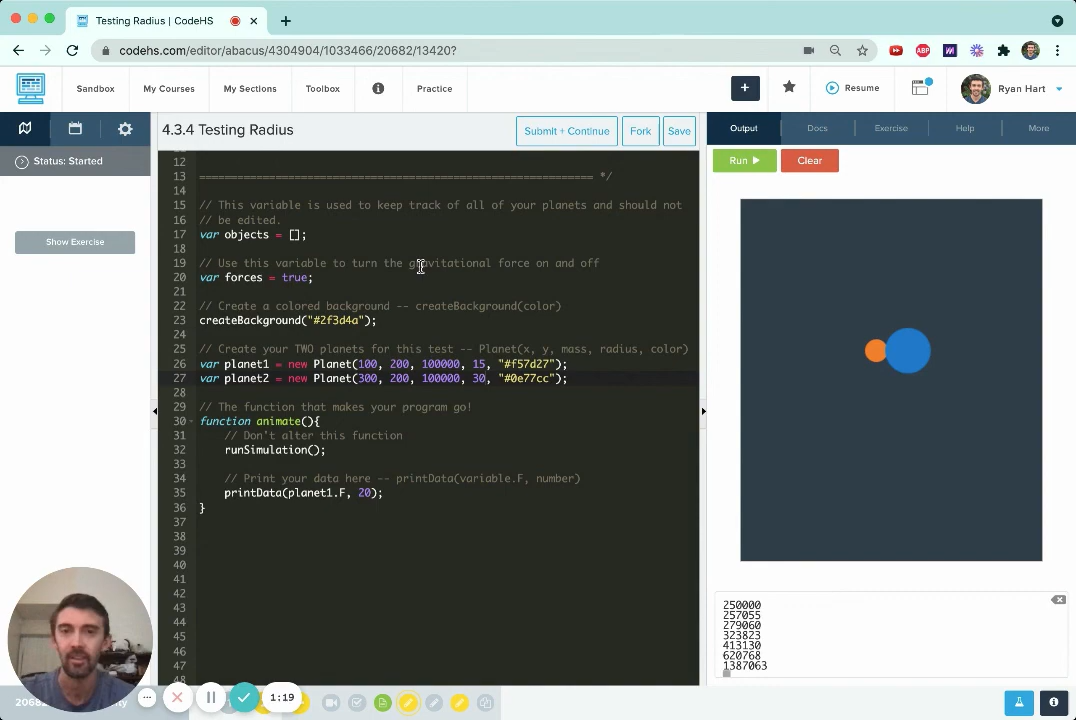 Testing Radius | CodeHS
codehs.com/editor/abacus/4304904/1033466/20682/13420?
ABP
Sandbox
My Courses
My Sections
Toolbox
Practice
Resume
Ryan Hart
4.3.4 Testing Radius
Submit + Continue
Fork
Save
Output
Docs
Exercise
Help
More
Status: Started
Run
Clear
Show Exercise
12
13 ============================================================== */
14
15 // This variable is used to keep track of all of your planets and should not
16 // be edited.
17 var objects = [];
18
19 // Use this variable to turn the gravitational force on and off
20 var forces = true;
21
22 // Create a colored background -- createBackground(color)
23 createBackground("#2f3d4a");
24
25 // Create your TWO planets for this test -- Planet(x, y, mass, radius, color)
26 var planet1 = new Planet(100, 200, 100000, 15, "#f57d27");
27 var planet2 = new Planet(300, 200, 100000, 30, "#0e77cc");
28
29 // The function that makes your program go!
30 function animate(){
31 // Don't alter this function
32 runSimulation();
33
34 // Print your data here -- printData(variable.F, number)
35 printData(planet1.F, 20);
36 }
37
38
39
40
41
42
43
44
45
46
47
48
250000
257055
279060
323823
413130
620768
1387063
1:19